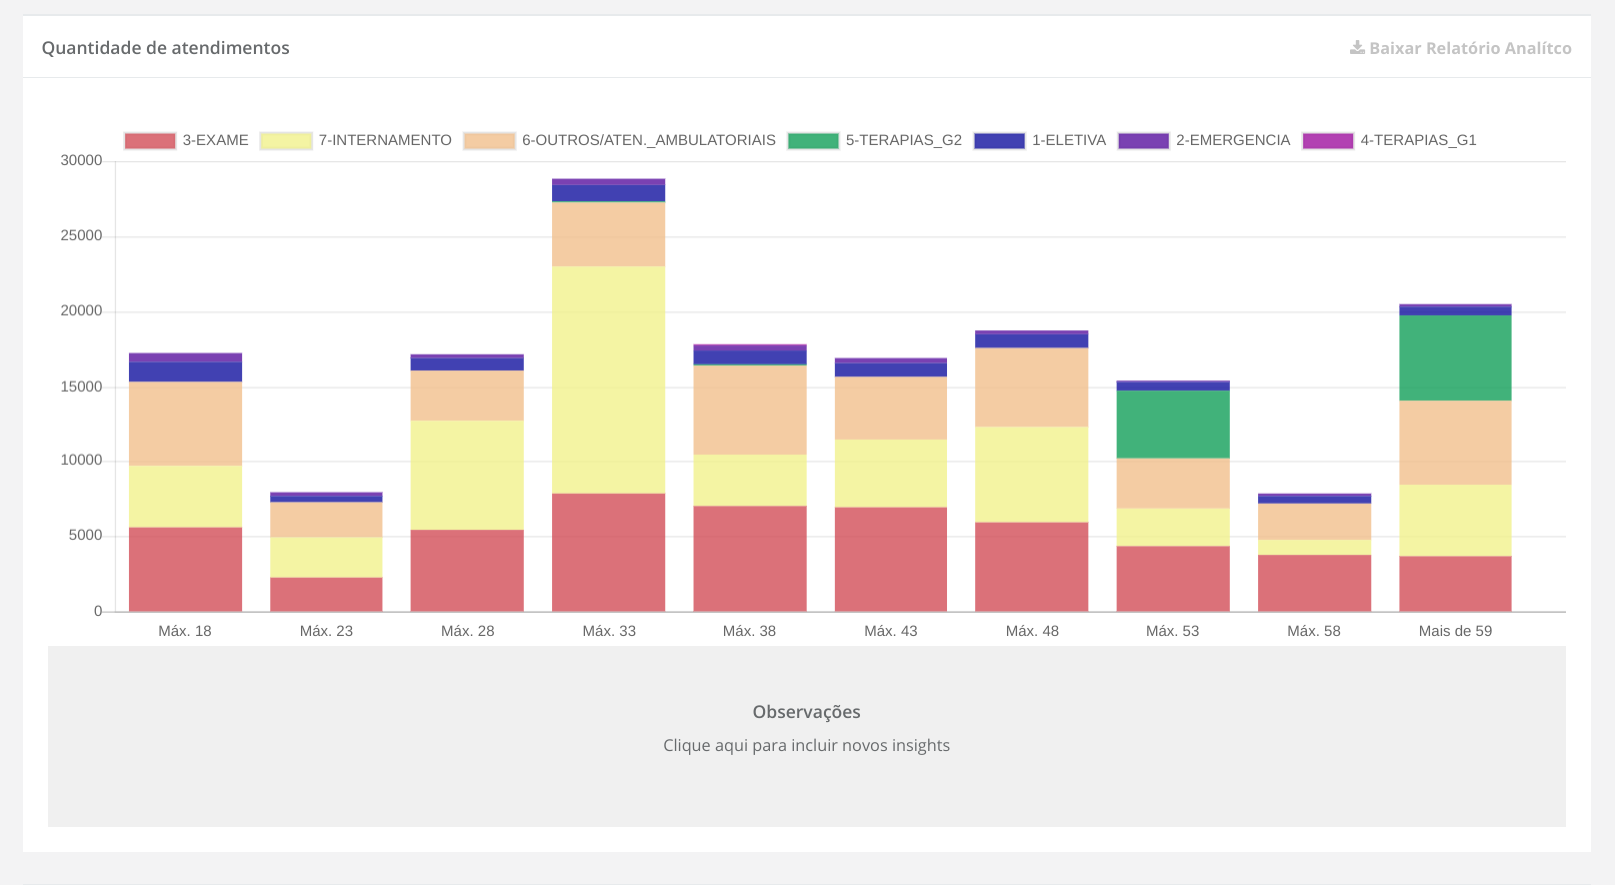 Quantidade de atendimentos
Baixar Relatório Analítco
3-EXAME 7-INTERNAMENTO 6-OUTROS/ATEN._AMBULATORIAIS 5-TERAPIAS_G2 1-ELETIVA 2-EMERGENCIA 4-TERAPIAS_G1
30000
25000
20000
15000
10000
5000
0
Máx. 18 Máx. 23 Máx. 28 Máx. 33 Máx. 38 Máx. 43 Máx. 48 Máx. 53 Máx. 58 Mais de 59
Observações
Clique aqui para incluir novos insights